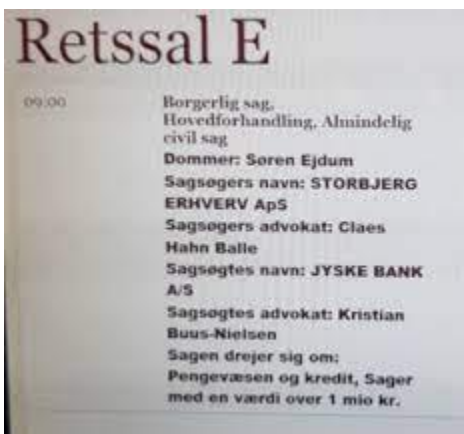 Retssal E
09:00
Borgerlig sag,
Hovedforhandling, Almindelig
civil sag
Dommer: Søren Ejdum
Sagsøgers navn: STORBJERG
ERHVERV ApS
Sagsøgers advokat: Claes
Hahn Balle
Sagsøgtes navn: JYSKE BANK
A/S
Sagsøgtes advokat: Kristian
Buus-Nielsen
Sagen drejer sig om:
Pengevæsen og kredit, Sager
med en værdi over 1 mio kr.